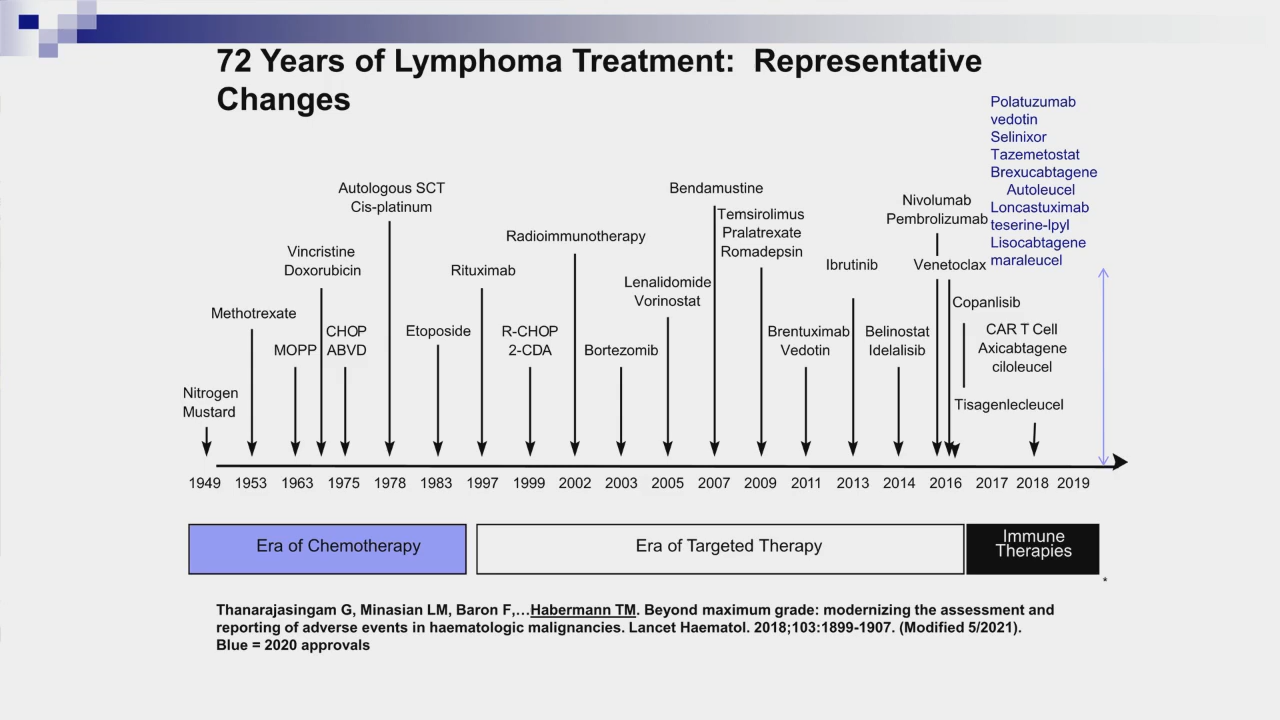 72 Years of Lymphoma Treatment: Representative
Changes
Polatuzumab
vedotin
Selinixor
Tazemetostat
Brexucabtagene
Autoleucel
Loncastuximab
teserine-lpyl
Lisocabtagene
maraleucel
Nitrogen
Mustard
Methotrexate
MOPP
Vincristine
Doxorubicin
CHOP
ABVD
Autologous SCT
Cis-platinum
Etoposide
Rituximab
R-CHOP
2-CDA
Radioimmunotherapy
Bortezomib
Lenalidomide
Vorinostat
Bendamustine
Temsirolimus
Pralatrexate
Romadepsin
Brentuximab
Vedotin
Ibrutinib
Belinostat
Idelalisib
Nivolumab
Pembrolizumab
Venetoclax
Copanlisib
CAR T Cell
Axicabtagene
ciloleucel
Tisagenlecleucel
1949 1953 1963 1975 1978 1983 1997 1999 2002 2003 2005 2007 2009 2011 2013 2014 2016 2017 2018 2019
Era of Chemotherapy
Era of Targeted Therapy
Immune
Therapies
*
Thanarajasingam G, Minasian LM, Baron F,…Habermann TM. Beyond maximum grade: modernizing the assessment and
reporting of adverse events in haematologic malignancies. Lancet Haematol. 2018;103:1899-1907. (Modified 5/2021).
Blue = 2020 approvals